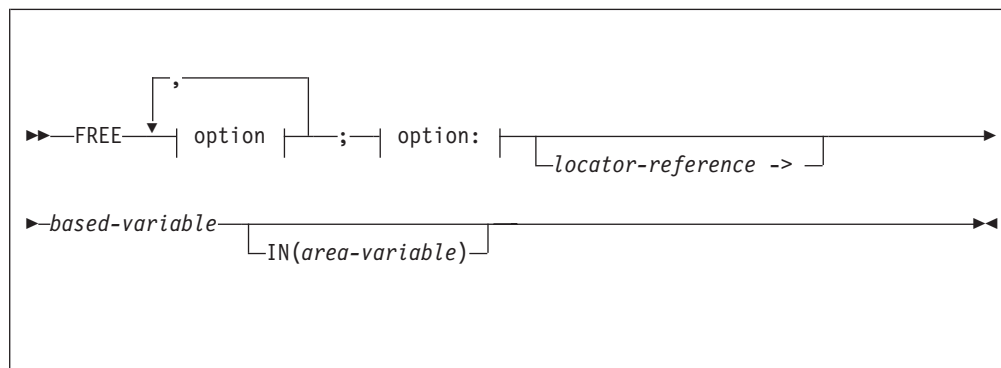 ,
FREE option ; option: 
locator-reference ->
based-variable
IN(area-variable)